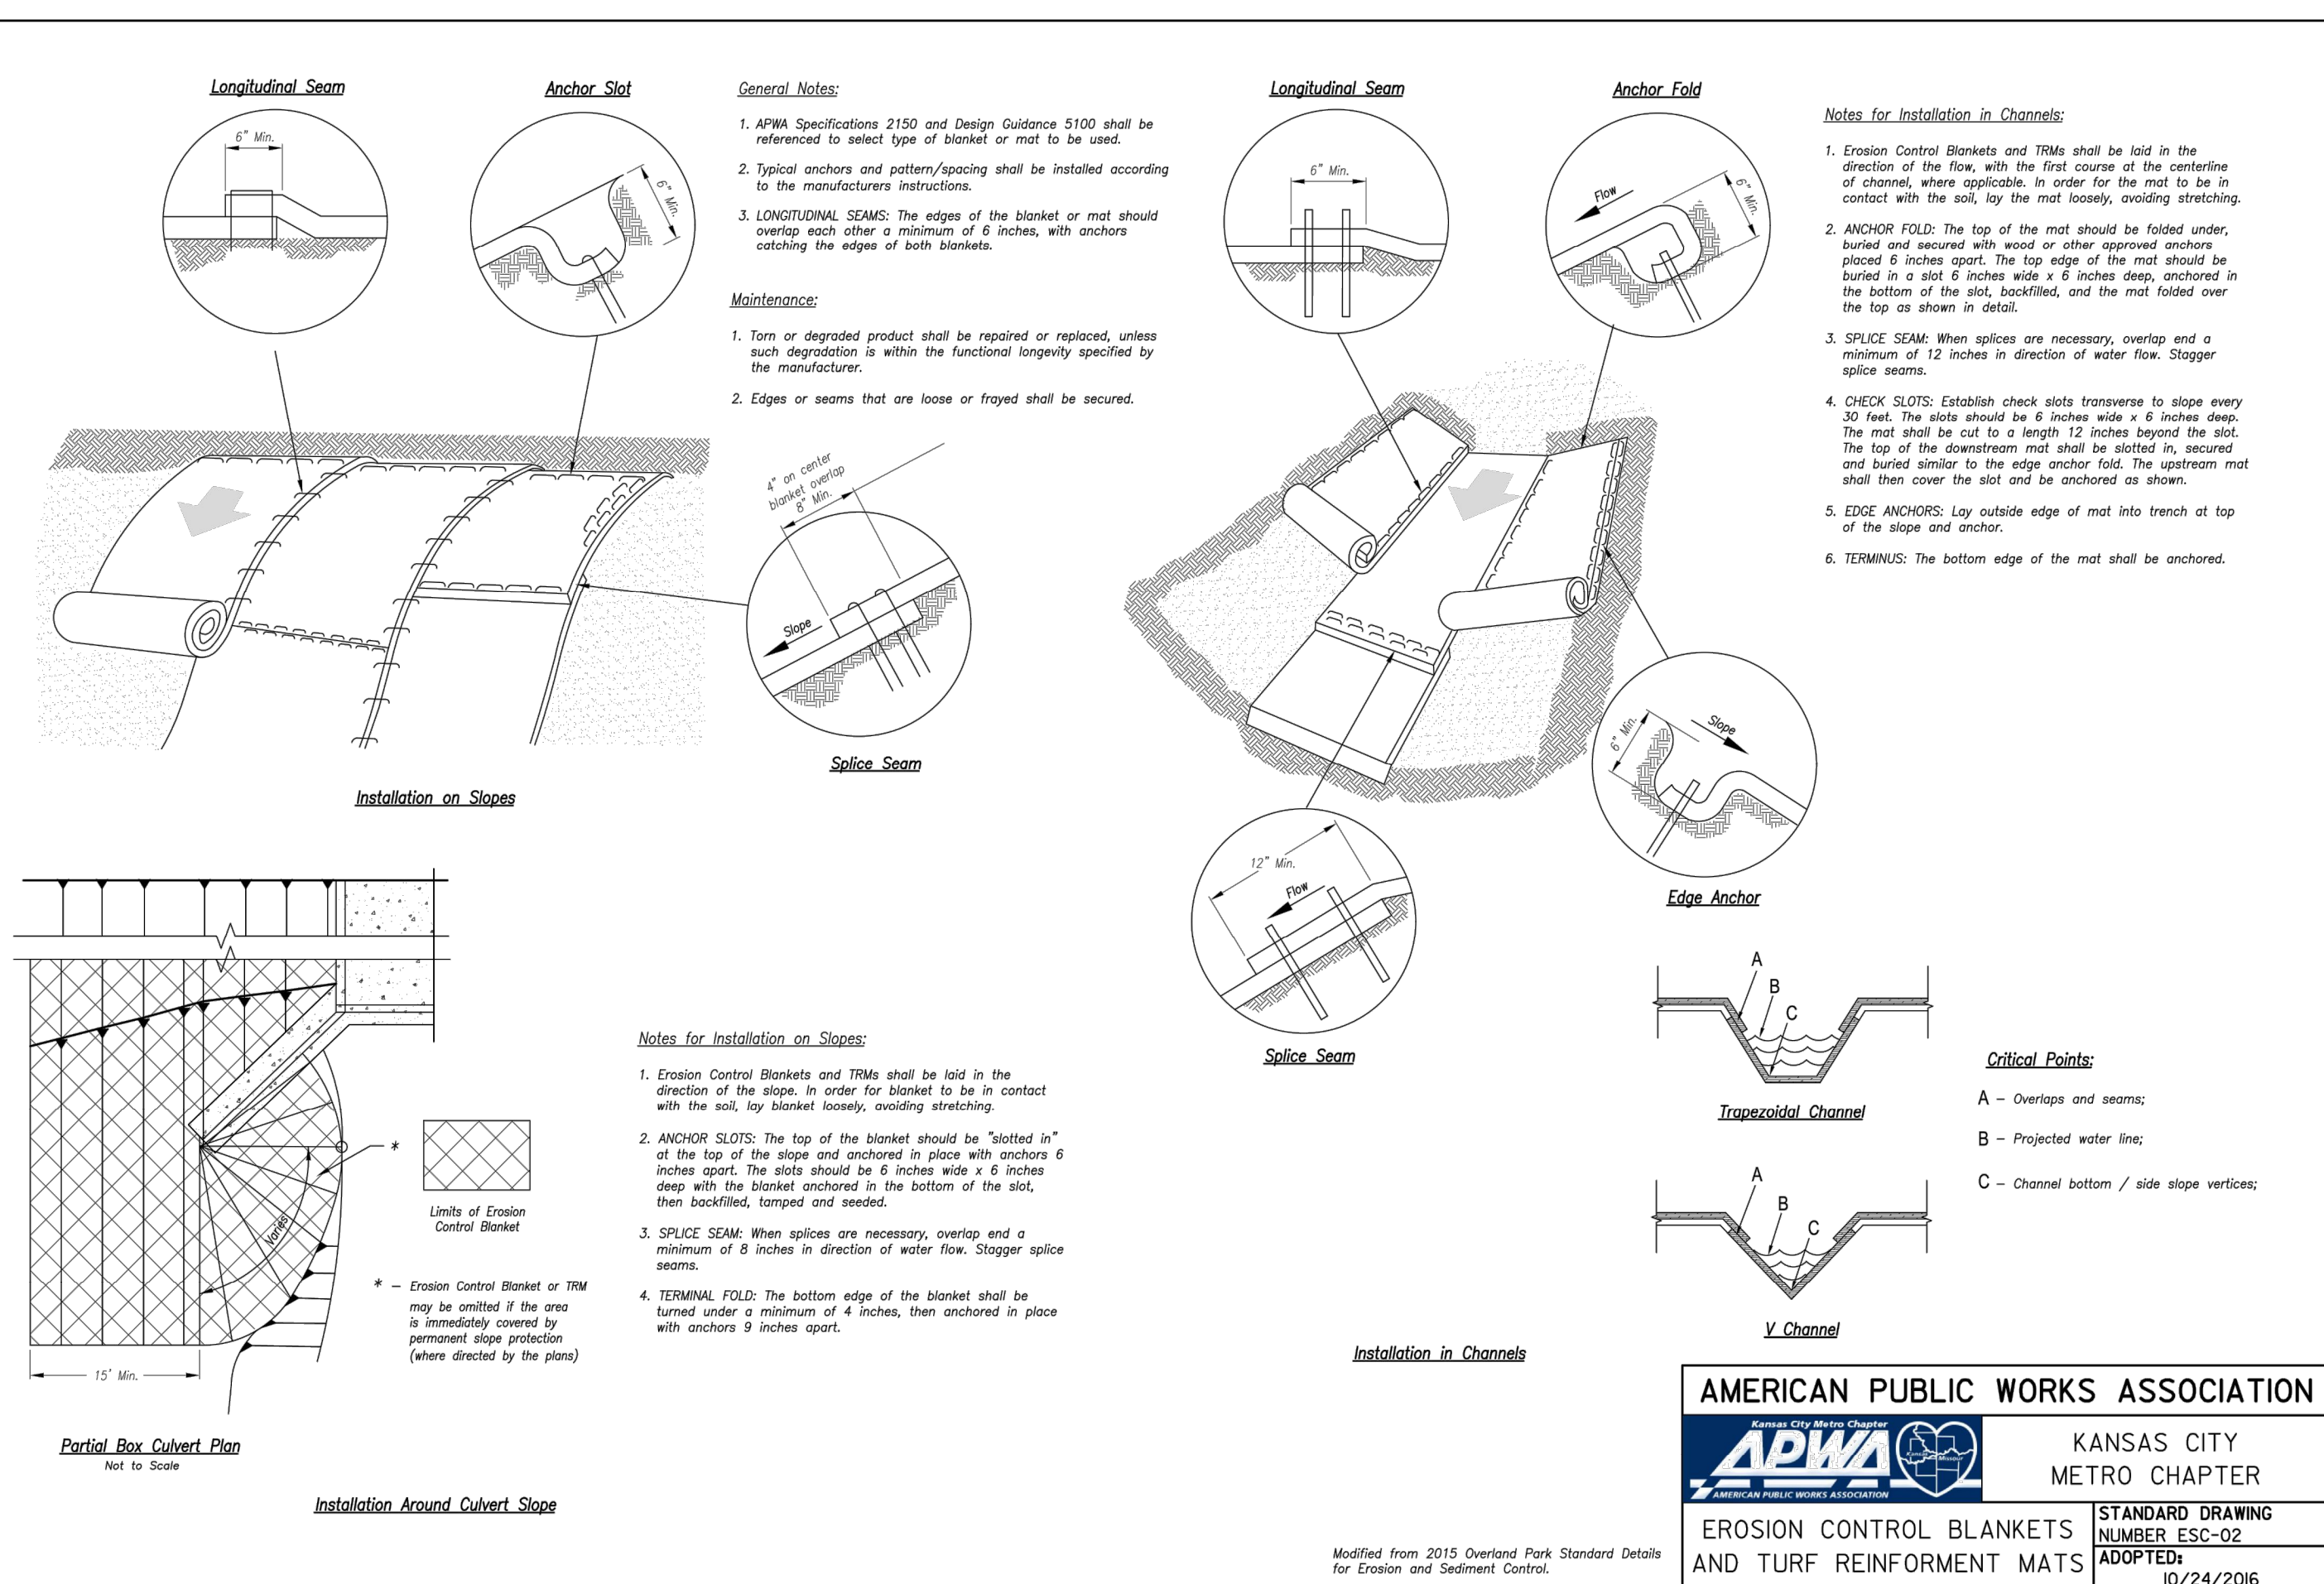 Longitudinal Seam
6" Min.
Anchor Slot
6" Min.
General Notes:
1. APWA Specifications 2150 and Design Guidance 5100 shall be
referenced to select type of blanket or mat to be used.
2. Typical anchors and pattern/spacing shall be installed according
to the manufacturers instructions.
3. LONGITUDINAL SEAMS: The edges of the blanket or mat should
overlap each other a minimum of 6 inches, with anchors
catching the edges of both blankets.
Maintenance:
1. Torn or degraded product shall be repaired or replaced, unless
such degradation is within the functional longevity specified by
the manufacturer.
2. Edges or seams that are loose or frayed shall be secured.
4" on center
blanket overlap
8" Min.
Slope
Splice Seam
Installation on Slopes
Longitudinal Seam
6" Min.
Anchor Fold
Flow
6" Min.
Notes for Installation in Channels:
1. Erosion Control Blankets and TRMs shall be laid in the
direction of the flow, with the first course at the centerline
of channel, where applicable. In order for the mat to be in
contact with the soil, lay the mat loosely, avoiding stretching.
2. ANCHOR FOLD: The top of the mat should be folded under,
buried and secured with wood or other approved anchors
placed 6 inches apart. The top edge of the mat should be
buried in a slot 6 inches wide x 6 inches deep, anchored in
the bottom of the slot, backfilled, and the mat folded over
the top as shown in detail.
3. SPLICE SEAM: When splices are necessary, overlap end a
minimum of 12 inches in direction of water flow. Stagger
splice seams.
4. CHECK SLOTS: Establish check slots transverse to slope every
30 feet. The slots should be 6 inches wide x 6 inches deep.
The mat shall be cut to a length 12 inches beyond the slot.
The top of the downstream mat shall be slotted in, secured
and buried similar to the edge anchor fold. The upstream mat
shall then cover the slot and be anchored as shown.
5. EDGE ANCHORS: Lay outside edge of mat into trench at top
of the slope and anchor.
6. TERMINUS: The bottom edge of the mat shall be anchored.
6" Min.
Slope
Edge Anchor
12" Min.
Flow
Splice Seam
A
B
C
Trapezoidal Channel
A
B
C
V Channel
Critical Points:
A – Overlaps and seams;
B – Projected water line;
C – Channel bottom / side slope vertices;
Installation in Channels
*
Varies
15' Min.
Limits of Erosion
Control Blanket
* – Erosion Control Blanket or TRM
may be omitted if the area
is immediately covered by
permanent slope protection
(where directed by the plans)
Partial Box Culvert Plan
Not to Scale
Installation Around Culvert Slope
Notes for Installation on Slopes:
1. Erosion Control Blankets and TRMs shall be laid in the
direction of the slope. In order for blanket to be in contact
with the soil, lay blanket loosely, avoiding stretching.
2. ANCHOR SLOTS: The top of the blanket should be "slotted in"
at the top of the slope and anchored in place with anchors 6
inches apart. The slots should be 6 inches wide x 6 inches
deep with the blanket anchored in the bottom of the slot,
then backfilled, tamped and seeded.
3. SPLICE SEAM: When splices are necessary, overlap end a
minimum of 8 inches in direction of water flow. Stagger splice
seams.
4. TERMINAL FOLD: The bottom edge of the blanket shall be
turned under a minimum of 4 inches, then anchored in place
with anchors 9 inches apart.
Modified from 2015 Overland Park Standard Details
for Erosion and Sediment Control.
AMERICAN PUBLIC WORKS ASSOCIATION
Kansas City Metro Chapter
APWA
Kansas
Missouri
AMERICAN PUBLIC WORKS ASSOCIATION
KANSAS CITY
METRO CHAPTER
EROSION CONTROL BLANKETS
AND TURF REINFORMENT MATS
STANDARD DRAWING
NUMBER ESC-02
ADOPTED:
10/24/2016